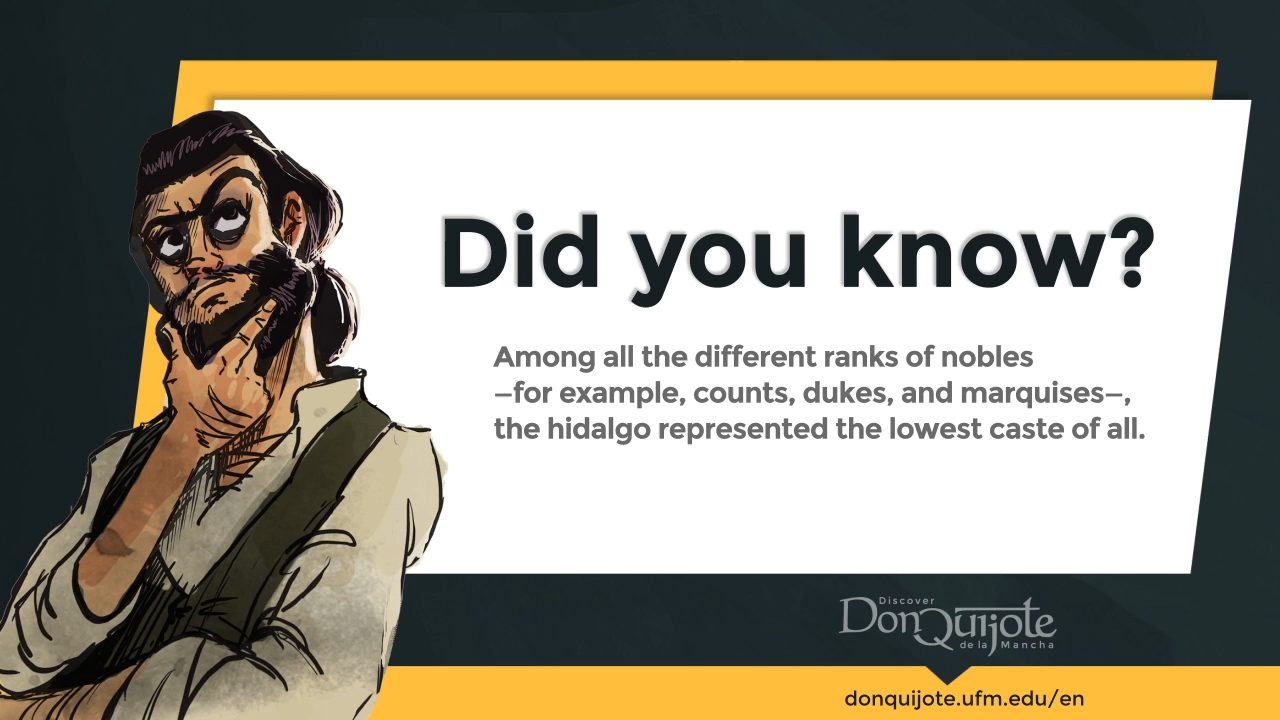 Did you know?
Among all the different ranks of nobles
—for example, counts, dukes, and marquises—,
the hidalgo represented the lowest caste of all.
Discover
DonQuijote
de la Mancha
donquijote.ufm.edu/en